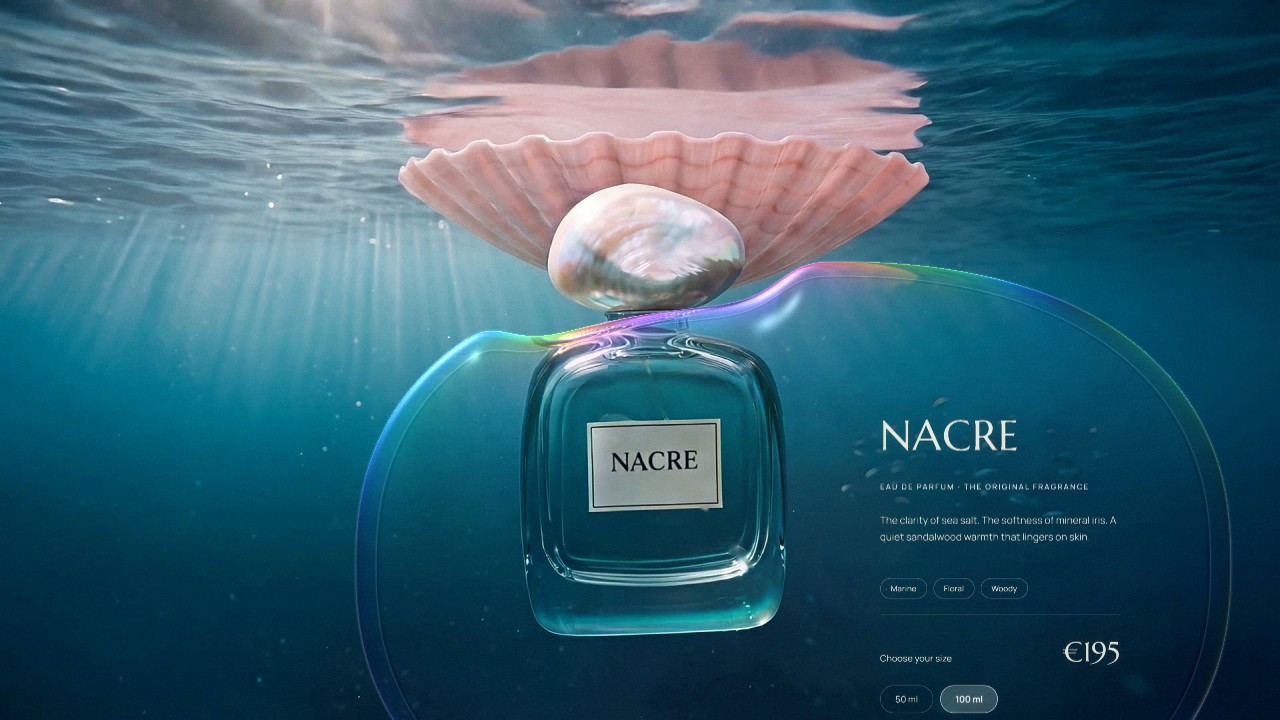 NACRE
NACRE
EAU DE PARFUM · THE ORIGINAL FRAGRANCE
The clarity of sea salt. The softness of mineral iris. A
quiet sandalwood warmth that lingers on skin.
Marine
Floral
Woody
Choose your size
€195
50 ml
100 ml